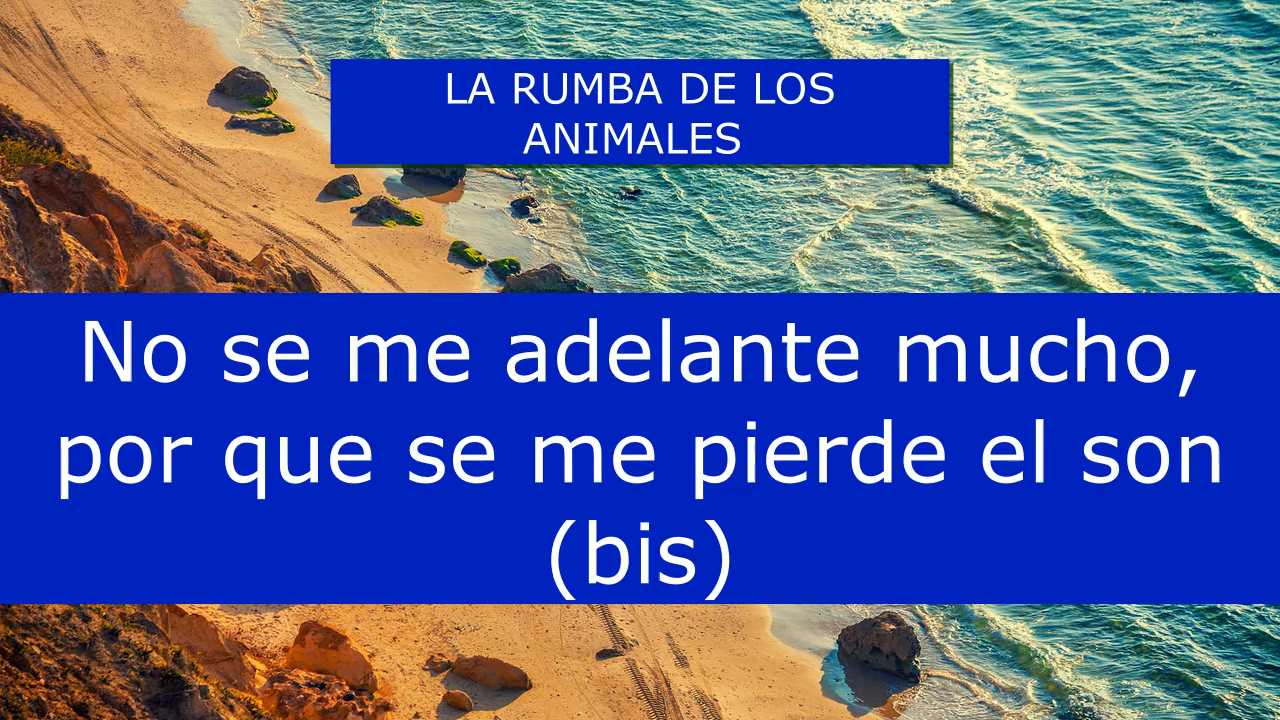 LA RUMBA DE LOS
ANIMALES
No se me adelante mucho,
por que se me pierde el son
(bis)